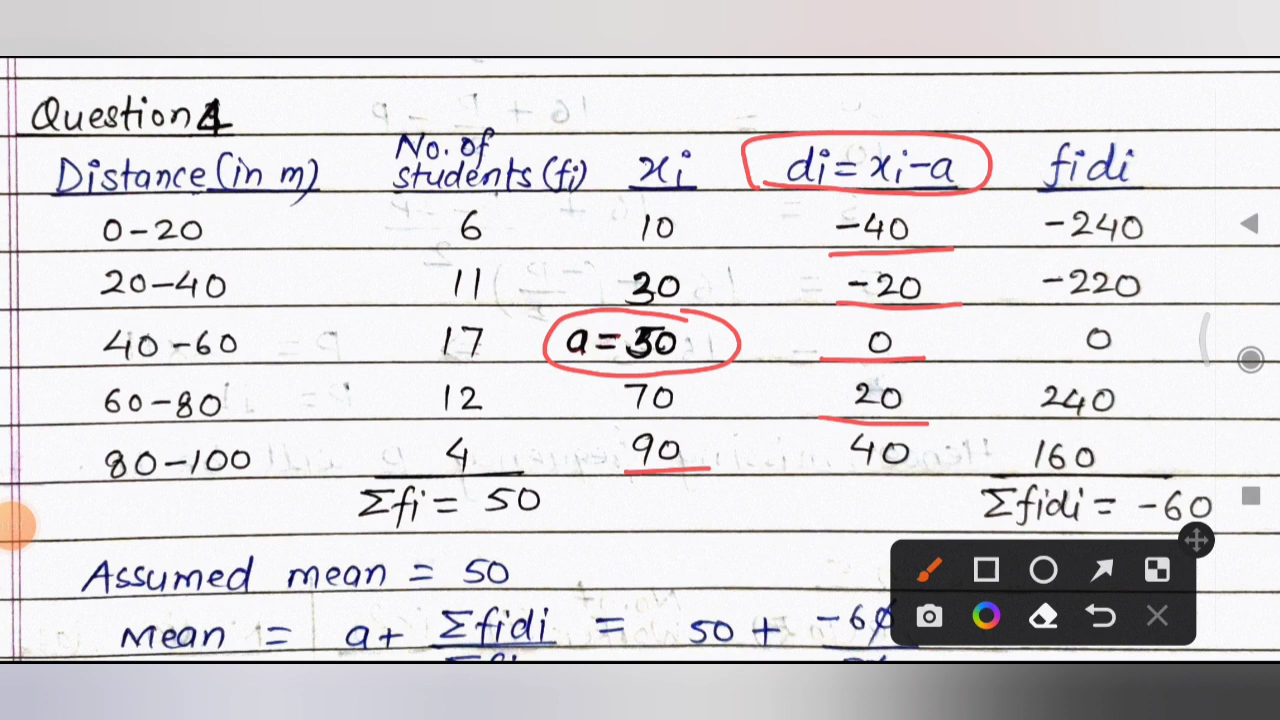 Question 4
Distance (in m) No. of students (fi) xi di = xi-a fidi
0-20 6 10 -40 -240
20-40 11 30 -20 -220
40-60 17 a = 50 0 0
60-80 12 70 20 240
80-100 4 90 40 160
Σfi = 50 Σfidi = -60
Assumed mean = 50
Mean = a+ Σfidi = 50 + -60